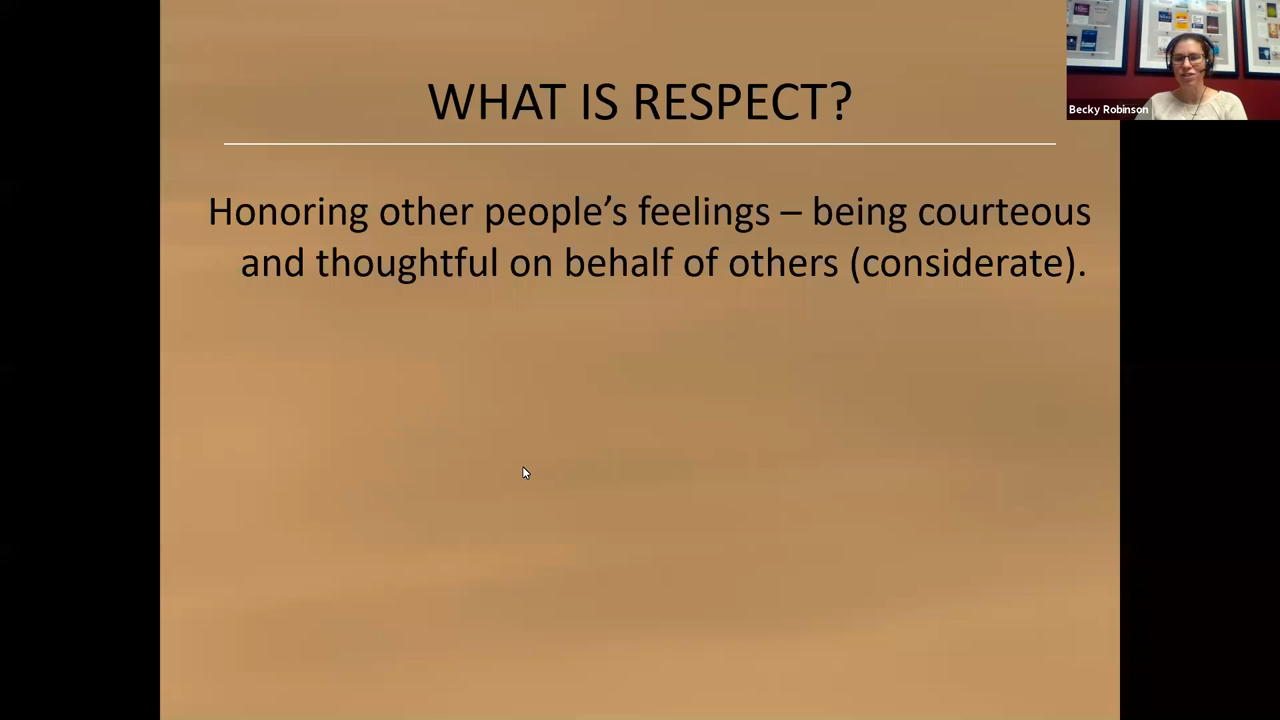 WHAT IS RESPECT?
Honoring other people’s feelings – being courteous
and thoughtful on behalf of others (considerate).
Becky Robinson